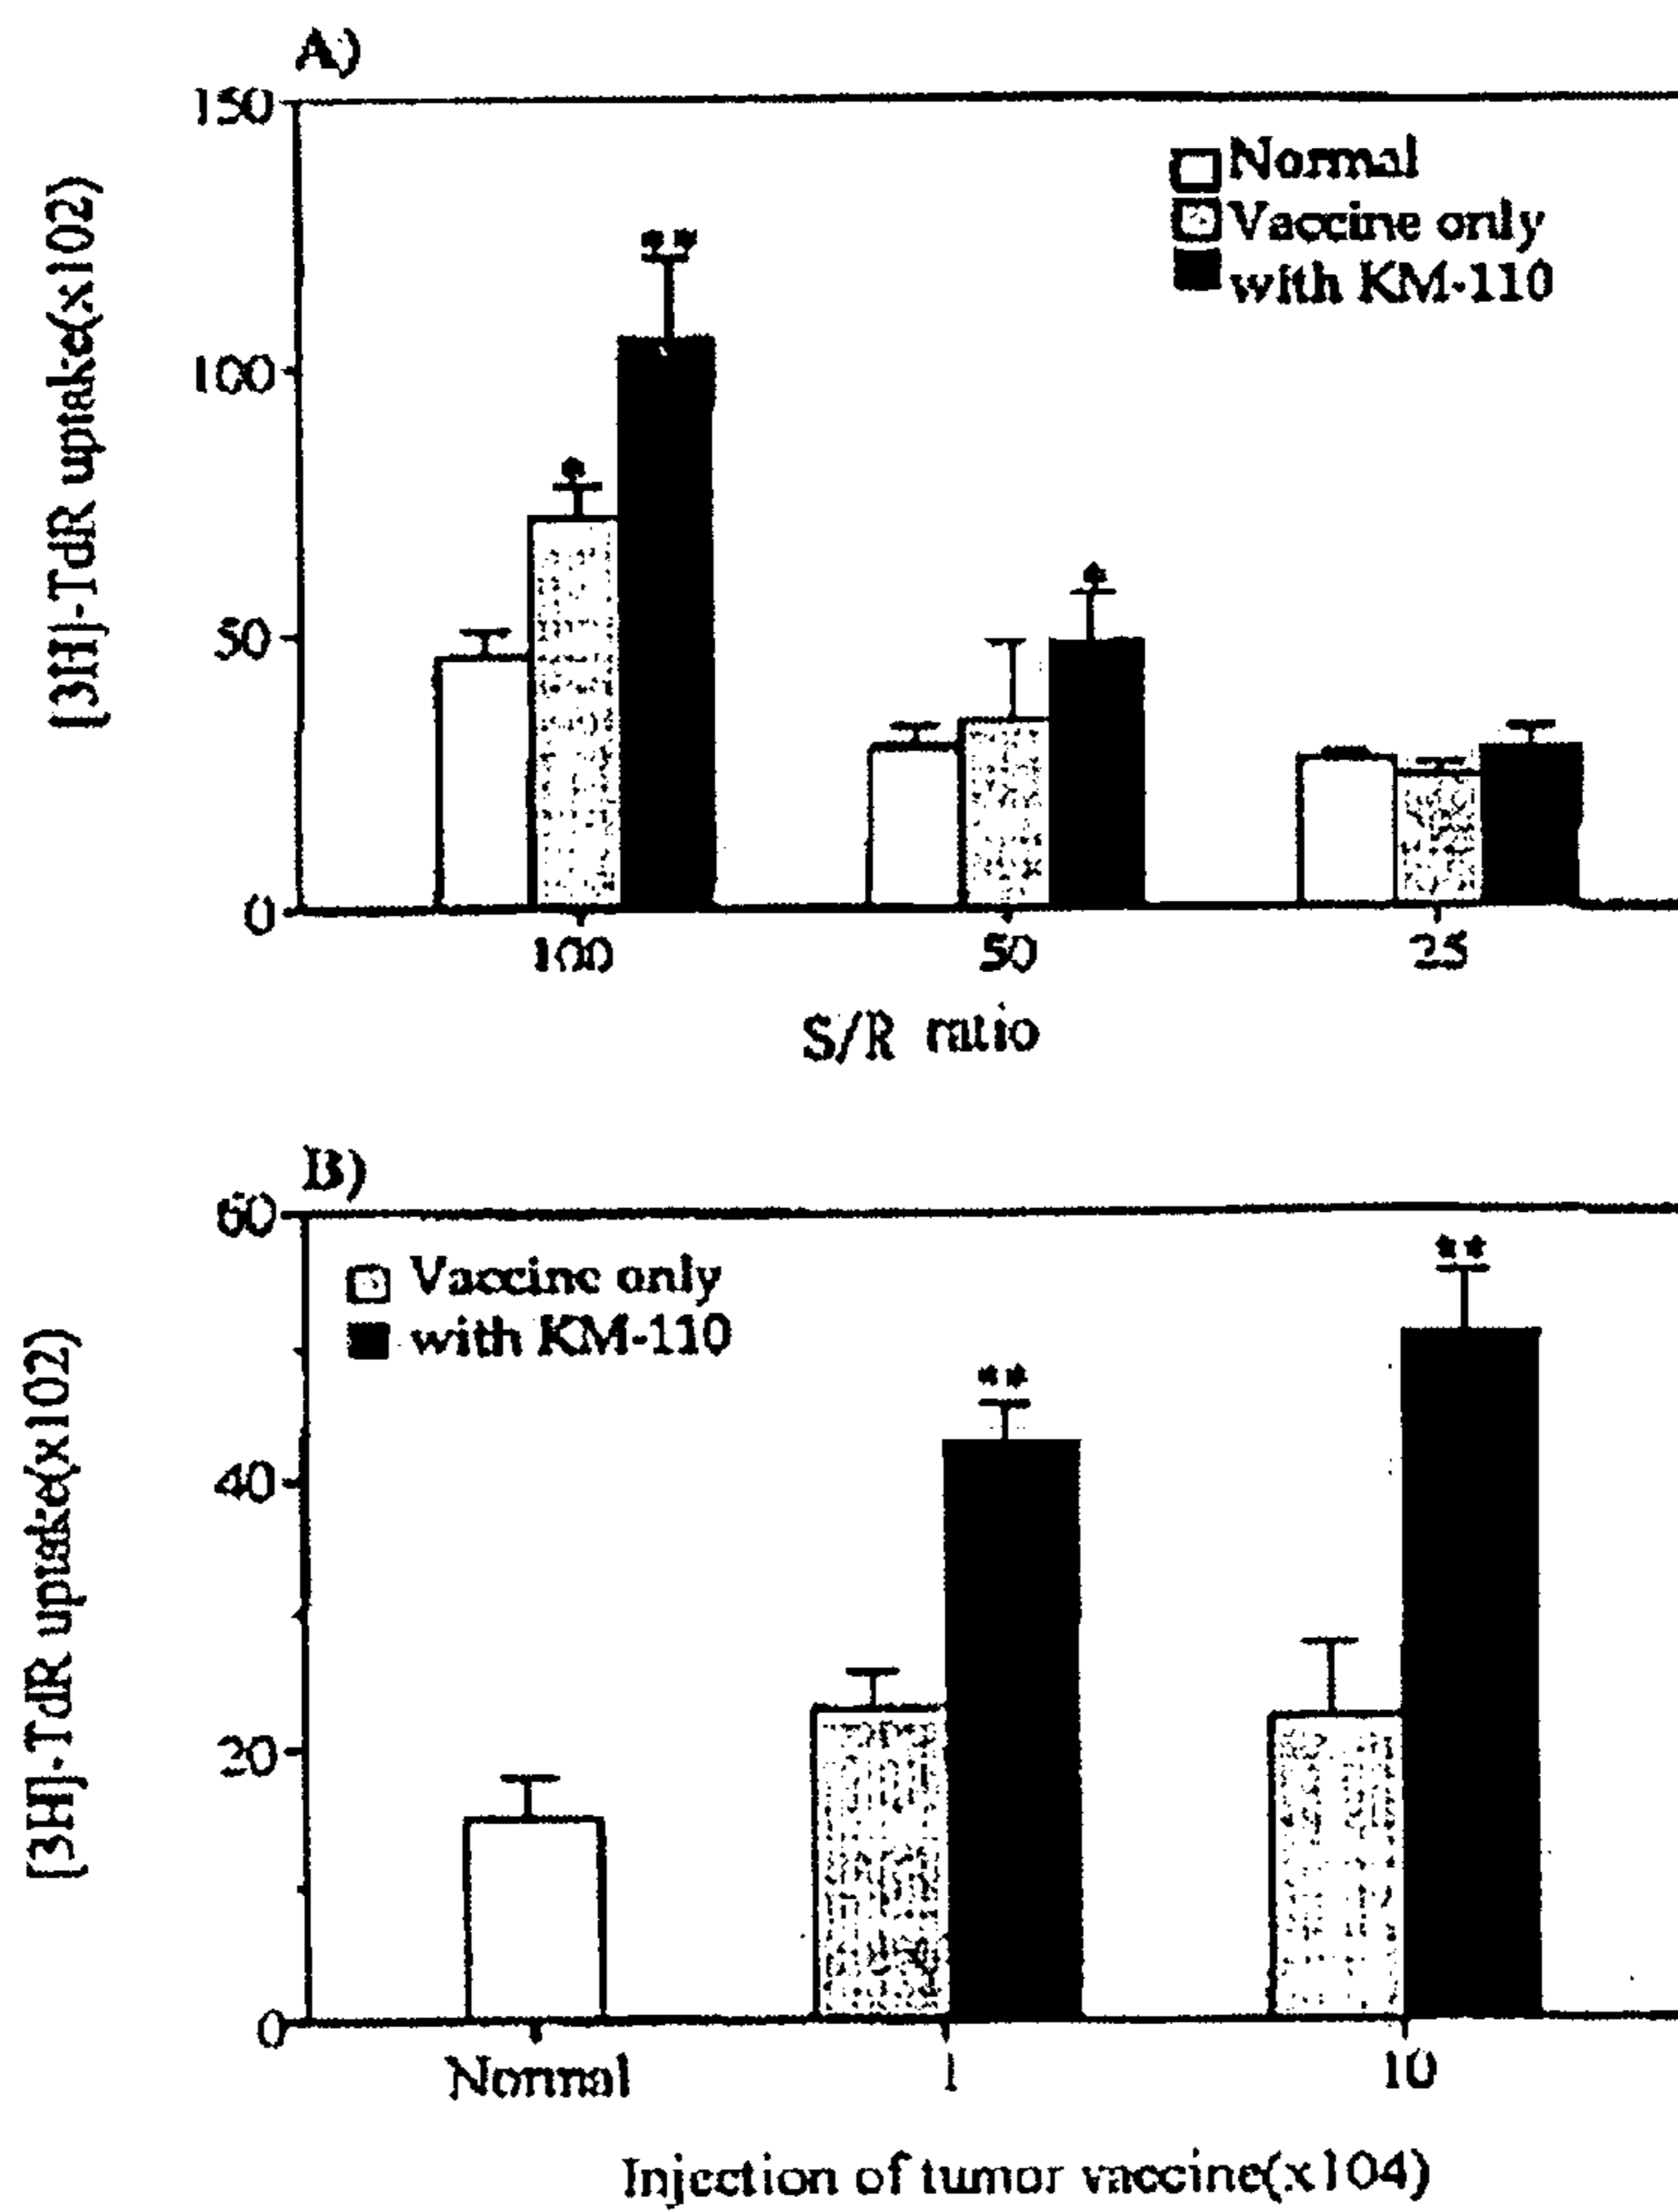 A)
150
100
50
0
[3H]-TdR uptake(x102)
Normal
Vaccine only
with KM-110
**
*
*
100 50 25
S/R ratio
B)
60
40
20
0
[3H]-TdR uptake(x102)
Vaccine only
with KM-110
**
**
Normal 1 10
Injection of tumor vaccine(x104)